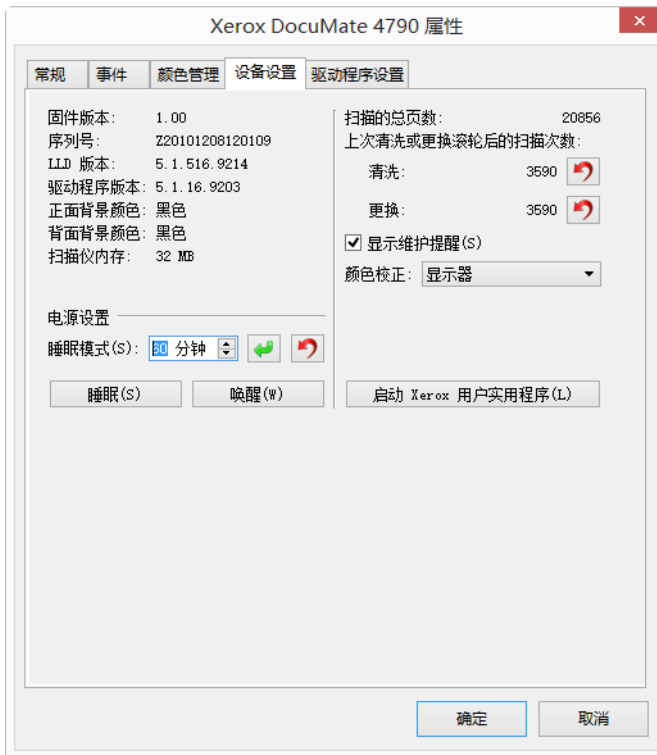 Xerox DocuMate 4790 属性
常规 事件 颜色管理 设备设置 驱动程序设置
固件版本: 1.00
序列号: Z20101208120109
LLD 版本: 5.1.516.9214
驱动程序版本: 5.1.16.9203
正面背景颜色: 黑色
背面背景颜色: 黑色
扫描仪内存: 32 MB
电源设置
睡眠模式(S): 60 分钟
睡眠(S) 唤醒(W)
扫描的总页数: 20856
上次清洗或更换滚轮后的扫描次数:
清洗: 3590
更换: 3590
显示维护提醒(S)
颜色校正: 显示器
启动 Xerox 用户实用程序(L)
确定 取消